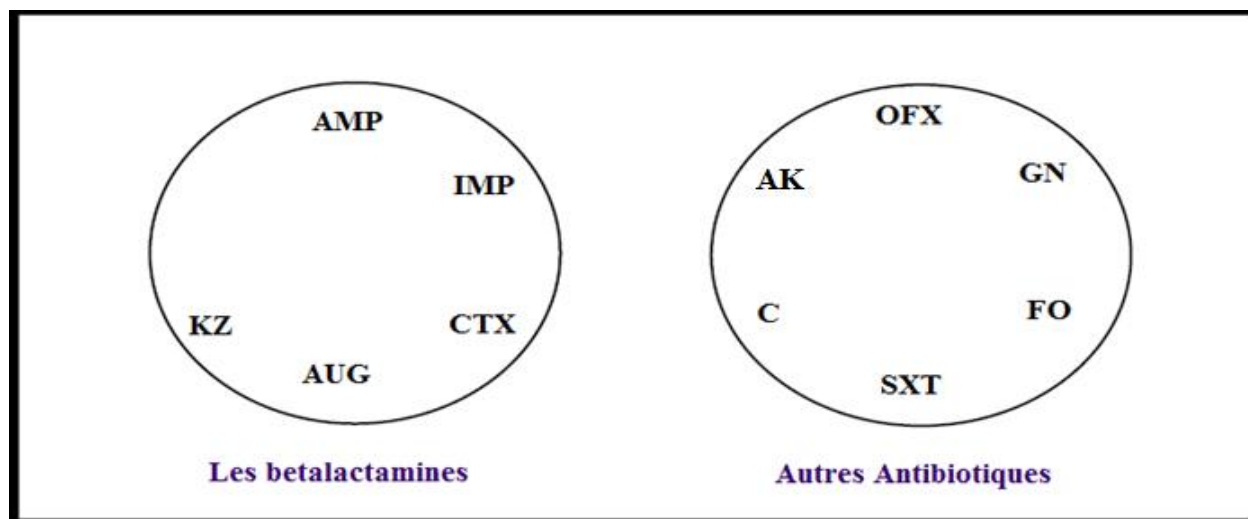 AMP
IMP
KZ
CTX
AUG
Les betalactamines
OFX
AK
GN
C
FO
SXT
Autres Antibiotiques